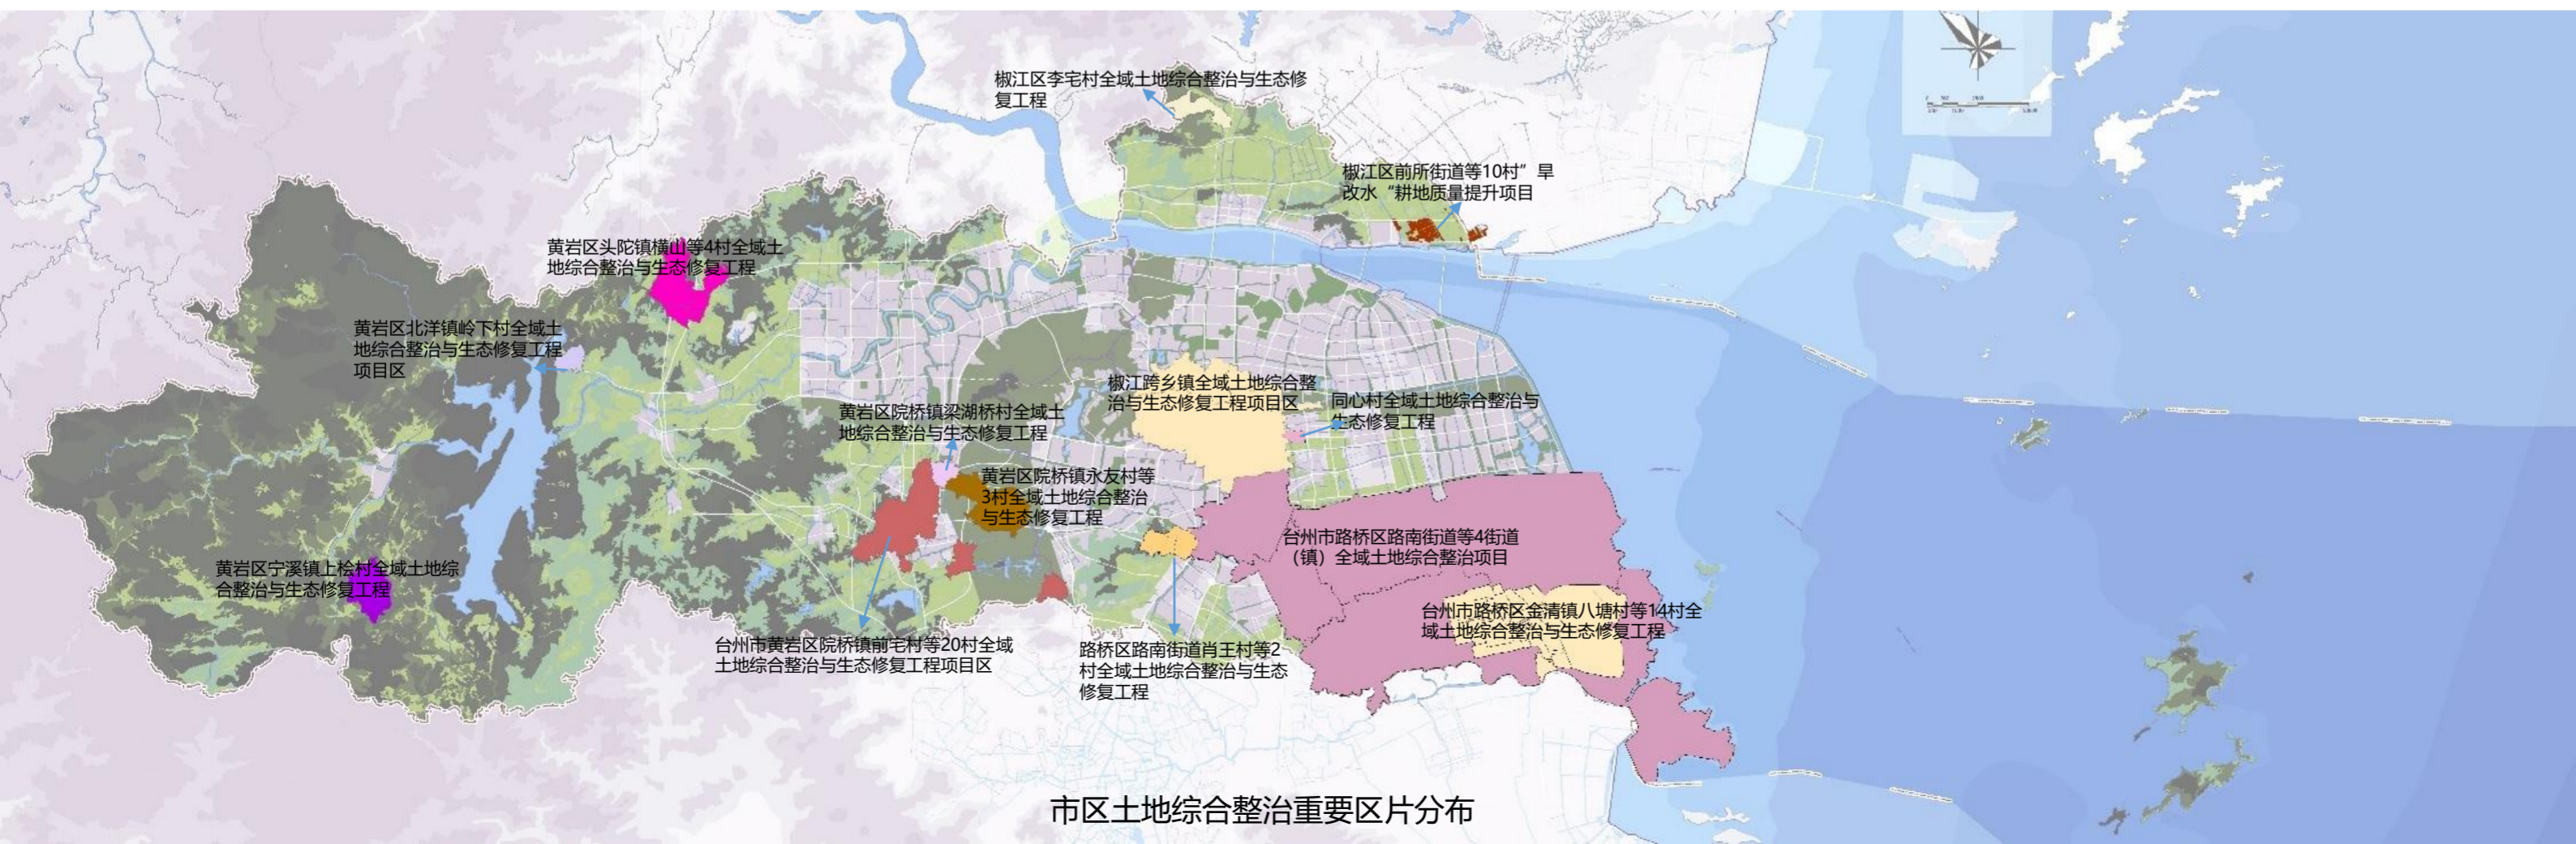 椒江区李宅村全域土地综合整治与生态修
复工程
椒江区前所街道等10村”旱
改水“耕地质量提升项目
黄岩区头陀镇横山等4村全域土
地综合整治与生态修复工程
黄岩区北洋镇岭下村全域土
地综合整治与生态修复工程
项目区
椒江跨乡镇全域土地综合整
治与生态修复工程项目区
同心村全域土地综合整治与
生态修复工程
黄岩区院桥镇梁湖桥村全域土
地综合整治与生态修复工程
黄岩区院桥镇永友村等
3村全域土地综合整治
与生态修复工程
台州市路桥区路南街道等4街道
（镇）全域土地综合整治项目
黄岩区宁溪镇上桧村全域土地综
合整治与生态修复工程
台州市路桥区金清镇八塘村等14村全
域土地综合整治与生态修复工程
台州市黄岩区院桥镇前宅村等20村全域
土地综合整治与生态修复工程项目区
路桥区路南街道肖王村等2
村全域土地综合整治与生态
修复工程
市区土地综合整治重要区片分布